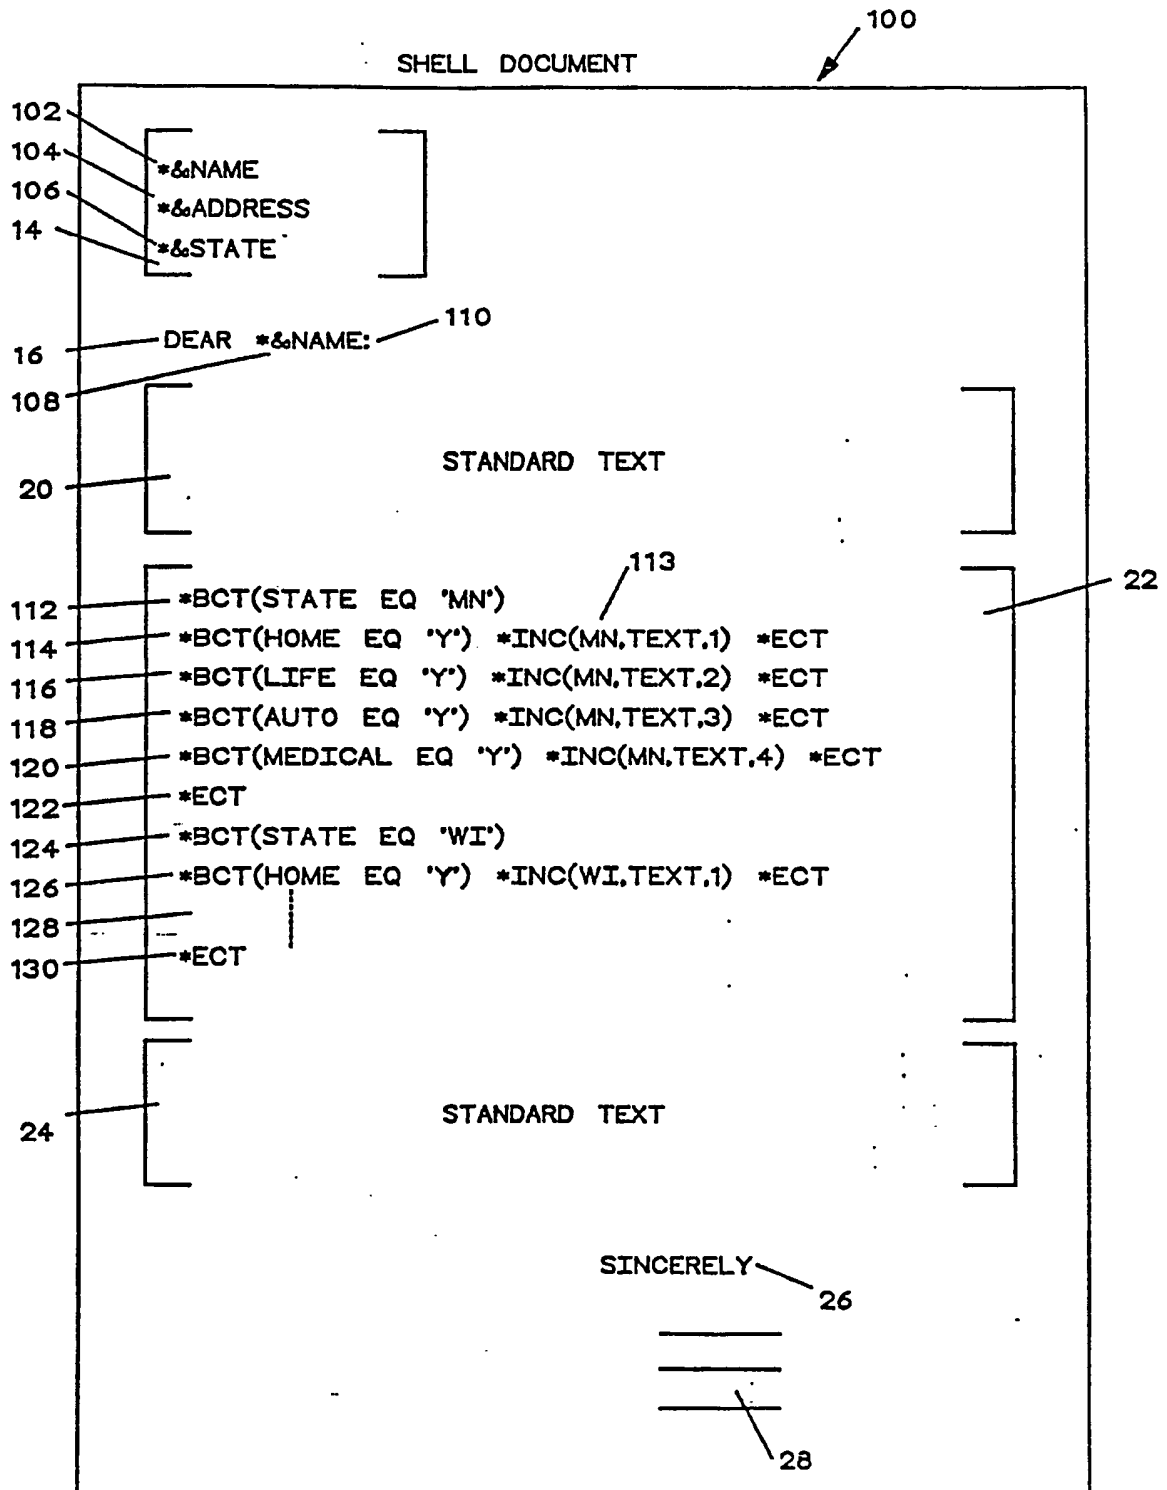 100
SHELL DOCUMENT
102
*&NAME
104
*&ADDRESS
106
*&STATE
14
110
16 DEAR *&NAME:
108
STANDARD TEXT
20
113
22
112 *BCT(STATE EQ 'MN')
114 *BCT(HOME EQ 'Y') *INC(MN,TEXT,1) *ECT
116 *BCT(LIFE EQ 'Y') *INC(MN,TEXT,2) *ECT
118 *BCT(AUTO EQ 'Y') *INC(MN,TEXT,3) *ECT
120 *BCT(MEDICAL EQ 'Y') *INC(MN,TEXT,4) *ECT
122 *ECT
124 *BCT(STATE EQ 'WI')
126 *BCT(HOME EQ 'Y') *INC(WI,TEXT,1) *ECT
128
130 *ECT
STANDARD TEXT
24
SINCERELY
26
28